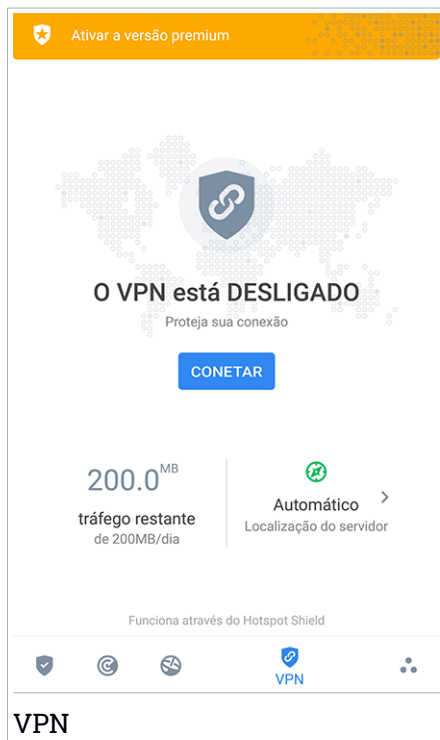 Ativar a versão premium
O VPN está DESLIGADO
Proteja sua conexão
CONETAR
200.0MB
tráfego restante
de 200MB/dia
Automático
Localização do servidor
Funciona através do Hotspot Shield
VPN
VPN